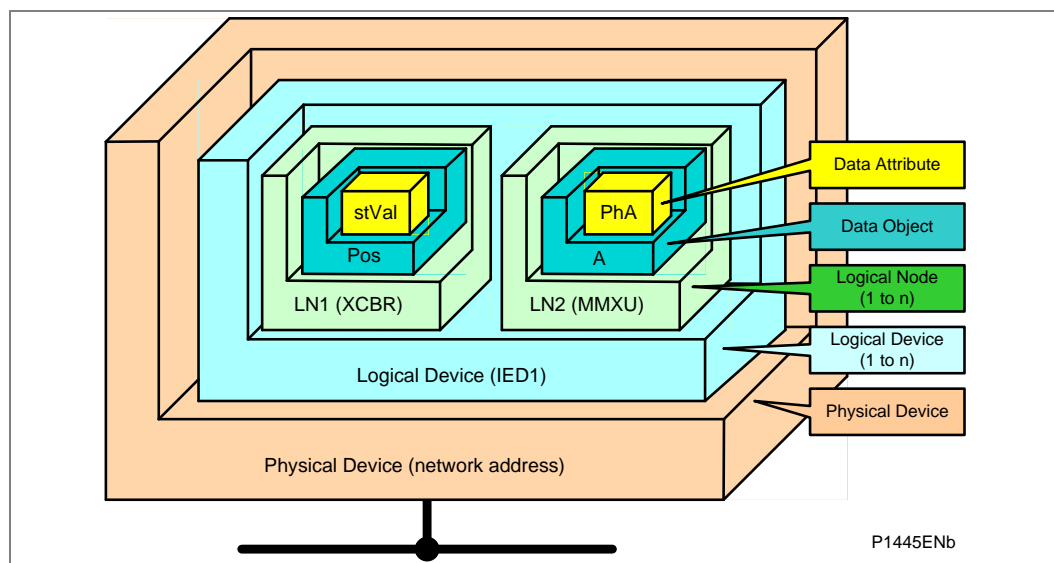 stVal
Pos
LN1 (XCBR)
PhA
A
LN2 (MMXU)
Logical Device (IED1)
Physical Device (network address)
Data Attribute
Data Object
Logical Node
(1 to n)
Logical Device
(1 to n)
Physical Device
P1445ENb